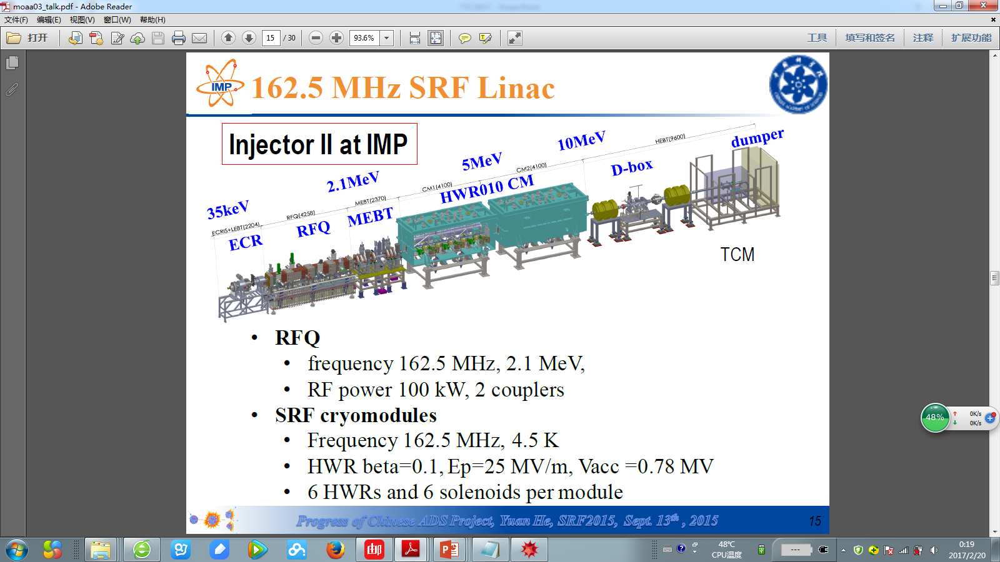 moaa03_talk.pdf - Adobe Reader
文件(F) 编辑(E) 视图(V) 窗口(W) 帮助(H)
打开 15 / 30 93.6% 工具 填写和签名 注释 扩展功能
IMP
162.5 MHz SRF Linac
Injector II at IMP
35keV
2.1MeV
5MeV
10MeV
dumper
ECRIS+LEBT(2204)
RFQ(4258)
MEBT(2370)
CM1(4100)
CM2(4100)
HEBT(9600)
ECR
RFQ
MEBT
HWR010 CM
D-box
TCM
• RFQ
• frequency 162.5 MHz, 2.1 MeV,
• RF power 100 kW, 2 couplers
• SRF cryomodules
• Frequency 162.5 MHz, 4.5 K
• HWR beta=0.1, Ep=25 MV/m, Vacc =0.78 MV
• 6 HWRs and 6 solenoids per module
Progress of Chinese ADS Project, Yuan He, SRF2015, Sept. 13th , 2015
15
48%
0K/s
0K/s
48℃
CPU温度
---
0:19
2017/2/20